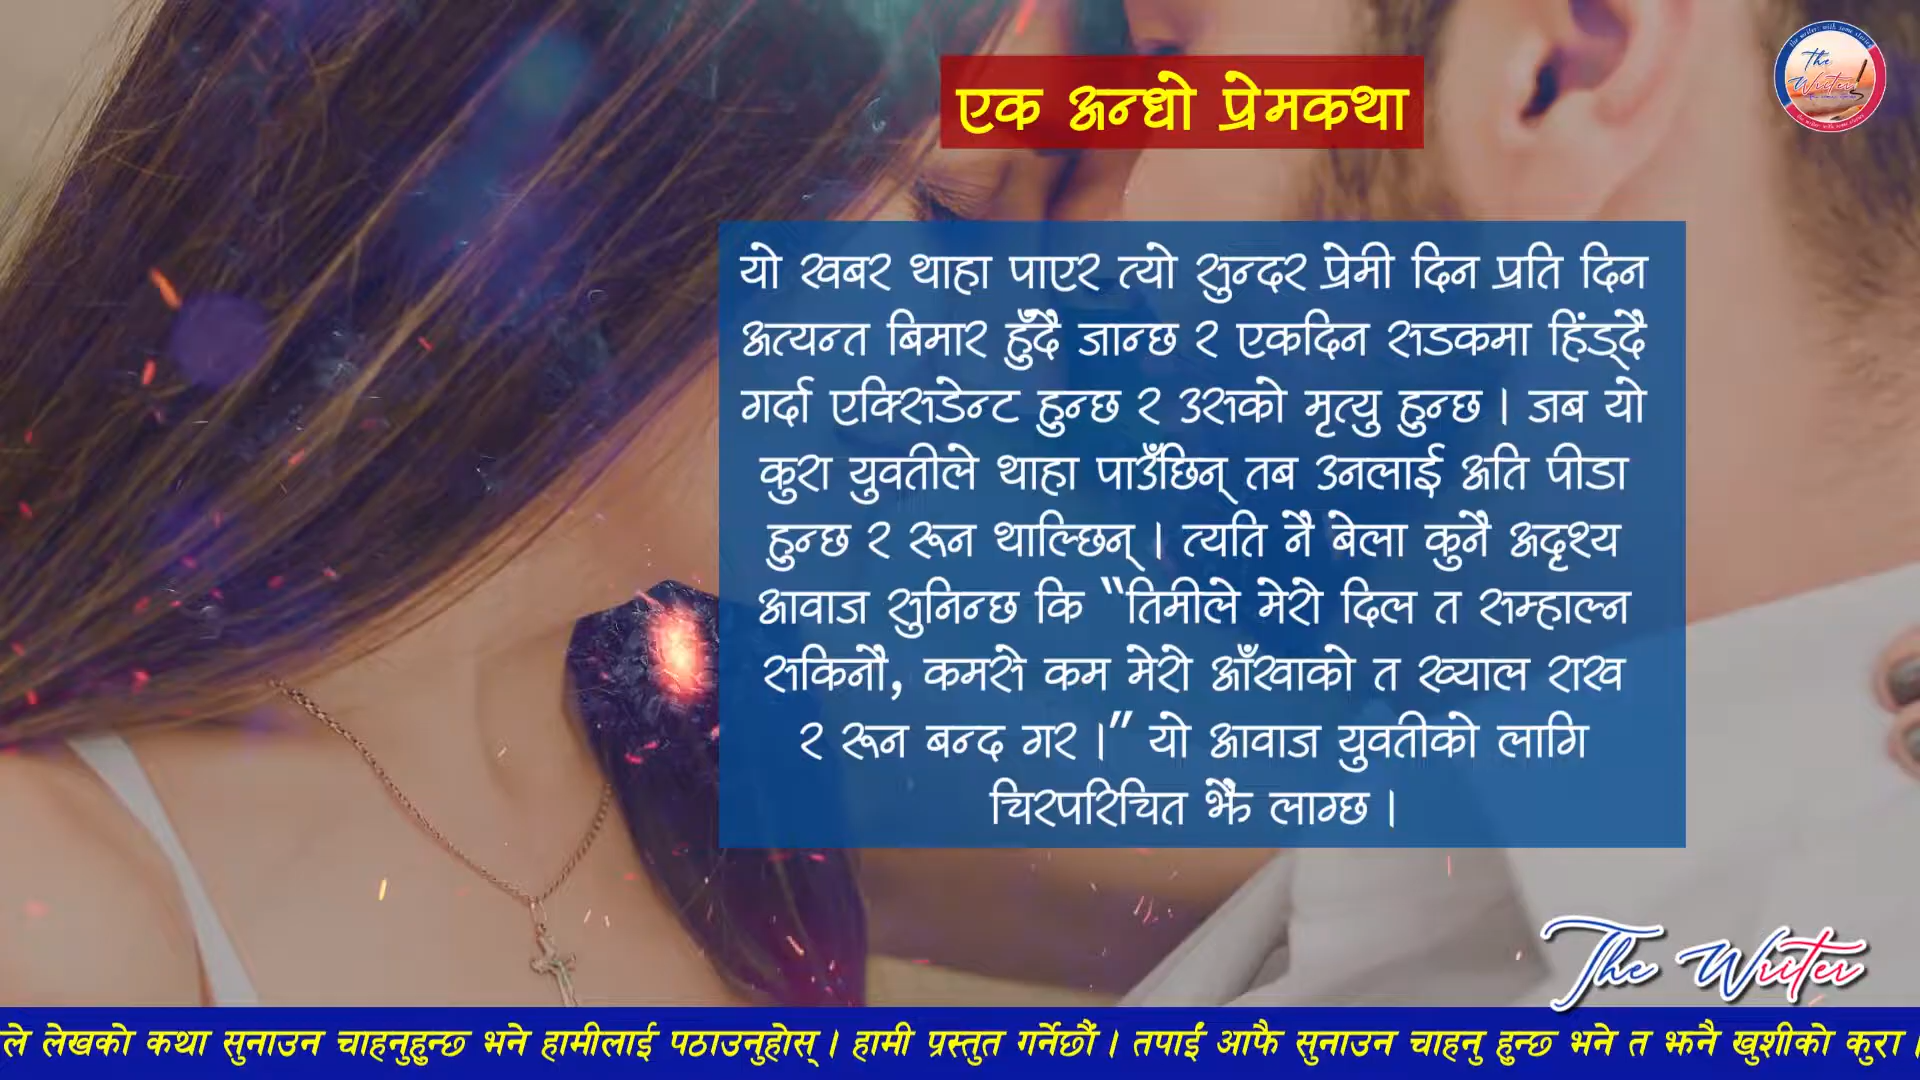 एक अन्धो प्रेमकथा
The Writer
यो खबर थाहा पाएर त्यो सुन्दर प्रेमी दिन प्रति दिन
अत्यन्त बिमार हुँदै जान्छ र एकदिन सडकमा हिंड्दै
गर्दा एक्सिडेन्ट हुन्छ र उसको मृत्यु हुन्छ । जब यो
कुरा युवतीले थाहा पाउँछिन् तब उनलाई अति पीडा
हुन्छ र रून थाल्छिन् । त्यति नै बेला कुनै अदृश्य
आवाज सुनिन्छ कि “तिमीले मेरो दिल त सम्हाल्न
सकिनौ, कमसे कम मेरो आँखाको त ख्याल राख
र रून बन्द गर ।” यो आवाज युवतीको लागि
चिरपरिचित झैं लाग्छ ।
The Writer
ले लेखको कथा सुनाउन चाहनुहुन्छ भने हामीलाई पठाउनुहोस् । हामी प्रस्तुत गर्नेछौं । तपाईं आफै सुनाउन चाहनु हुन्छ भने त झनै खुशीको कुरा ।